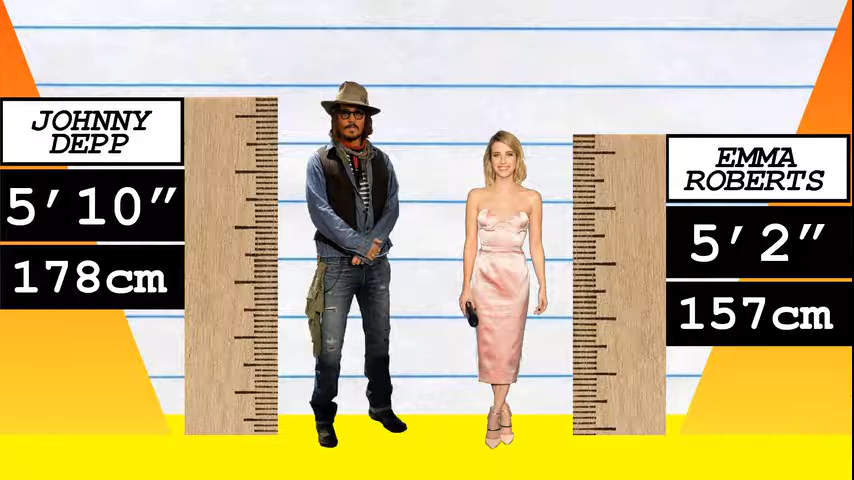 JOHNNY
DEPP
5’10”
178cm
EMMA
ROBERTS
5’2”
157cm